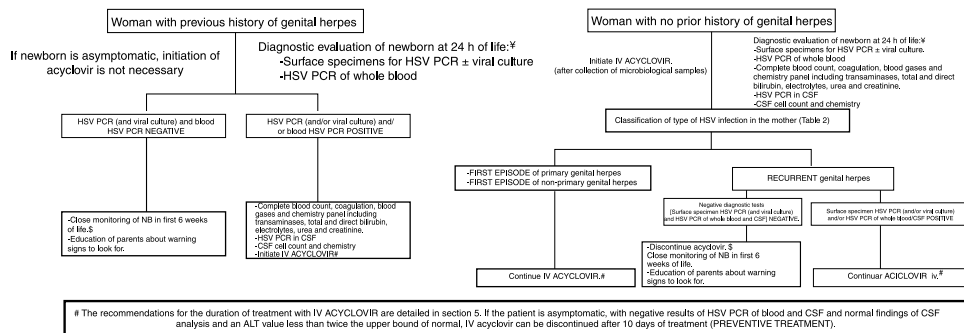 Woman with previous history of genital herpes
If newborn is asymptomatic, initiation of
acyclovir is not necessary
Diagnostic evaluation of newborn at 24 h of life:¥
-Surface specimens for HSV PCR ± viral culture
-HSV PCR of whole blood
HSV PCR (and viral culture) and blood
HSV PCR NEGATIVE
HSV PCR (and/or viral culture) and/
or blood HSV PCR POSITIVE
-Close monitoring of NB in first 6 weeks
of life.$
-Education of parents about warning
signs to look for.
-Complete blood count, coagulation, blood
gases and chemistry panel including
transaminases, total and direct bilirubin,
electrolytes, urea and creatinine.
-HSV PCR in CSF
-CSF cell count and chemistry
-Initiate IV ACYCLOVIR#
Woman with no prior history of genital herpes
Initiate IV ACYCLOVIR.
(after collection of microbiological samples)
Diagnostic evaluation of newborn at 24 h of life:¥
-Surface specimens for HSV PCR ± viral culture.
-HSV PCR of whole blood
-Complete blood count, coagulation, blood gases and
chemistry panel including transaminases, total and direct
bilirubin, electrolytes, urea and creatinine.
-HSV PCR in CSF
-CSF cell count and chemistry
Classification of type of HSV infection in the mother (Table 2)
-FIRST EPISODE of primary genital herpes
-FIRST EPISODE of non-primary genital herpes
RECURRENT genital herpes
Negative diagnostic tests
[Surface specimen HSV PCR (and viral culture)
and HSV PCR of whole blood and CSF] NEGATIVE.
Surface specimen HSV PCR (and/or viral culture)
and/or HSV PCR of whole blood/CSF POSITIVE
Continue IV ACYCLOVIR.#
-Discontinue acyclovir. $
Close monitoring of NB in first 6
weeks of life.
-Education of parents about warning
signs to look for.
Continuar ACICLOVIR iv.#
# The recommendations for the duration of treatment with IV ACYCLOVIR are detailed in section 5. If the patient is asymptomatic, with negative results of HSV PCR of blood and CSF and normal findings of CSF
analysis and an ALT value less than twice the upper bound of normal, IV acyclovir can be discontinued after 10 days of treatment (PREVENTIVE TREATMENT).